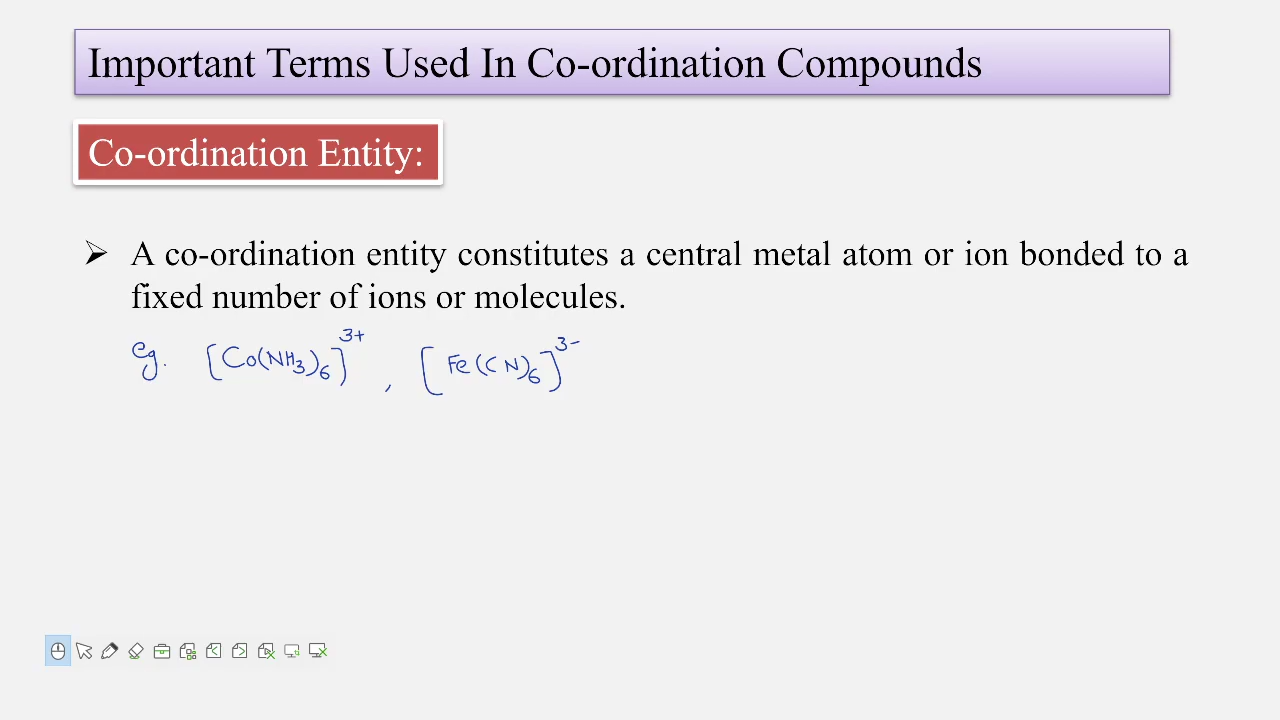 Important Terms Used In Co-ordination Compounds
Co-ordination Entity:
➤ A co-ordination entity constitutes a central metal atom or ion bonded to a
fixed number of ions or molecules.
eg. [Co(NH₃)₆]³⁺ , [Fe(CN)₆]³⁻